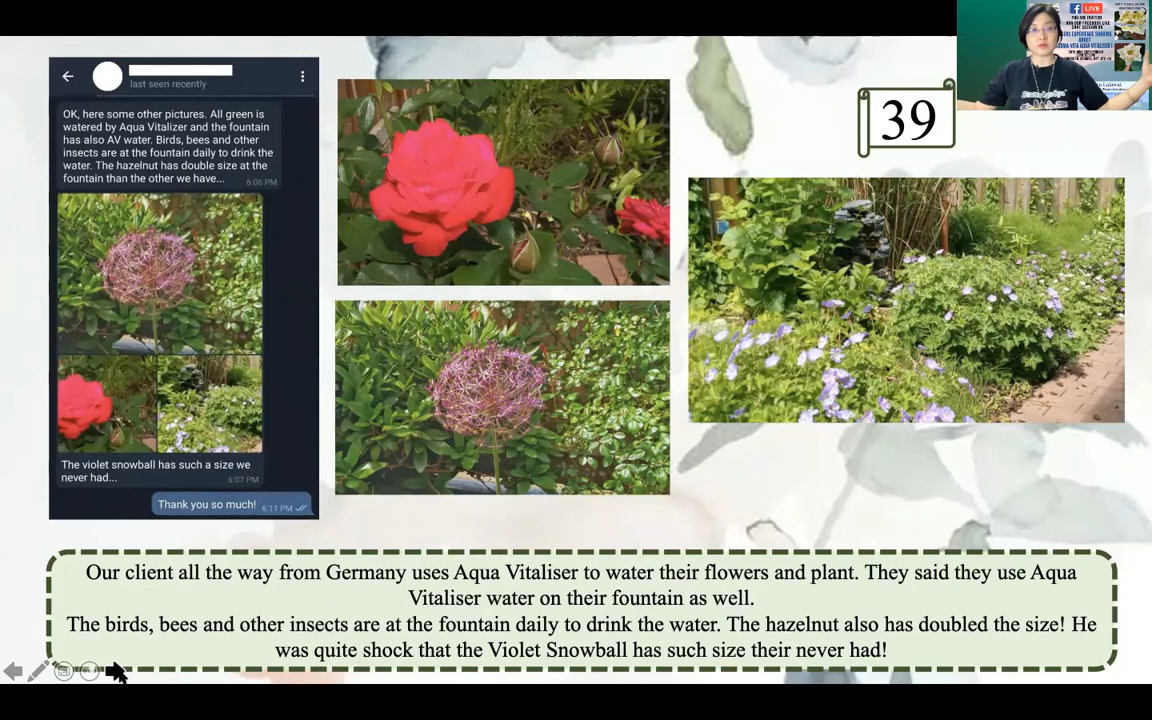 last seen recently
OK, here some other pictures. All green is
watered by Aqua Vitalizer and the fountain
has also AV water. Birds, bees and other
insects are at the fountain daily to drink the
water. The hazelnut has double size at the
fountain than the other we have...
6:06 PM
The violet snowball has such a size we
never had...
6:07 PM
Thank you so much!
6:11 PM
39
LIVE
Our client all the way from Germany uses Aqua Vitaliser to water their flowers and plant. They said they use Aqua
Vitaliser water on their fountain as well.
The birds, bees and other insects are at the fountain daily to drink the water. The hazelnut also has doubled the size! He
was quite shock that the Violet Snowball has such size their never had!